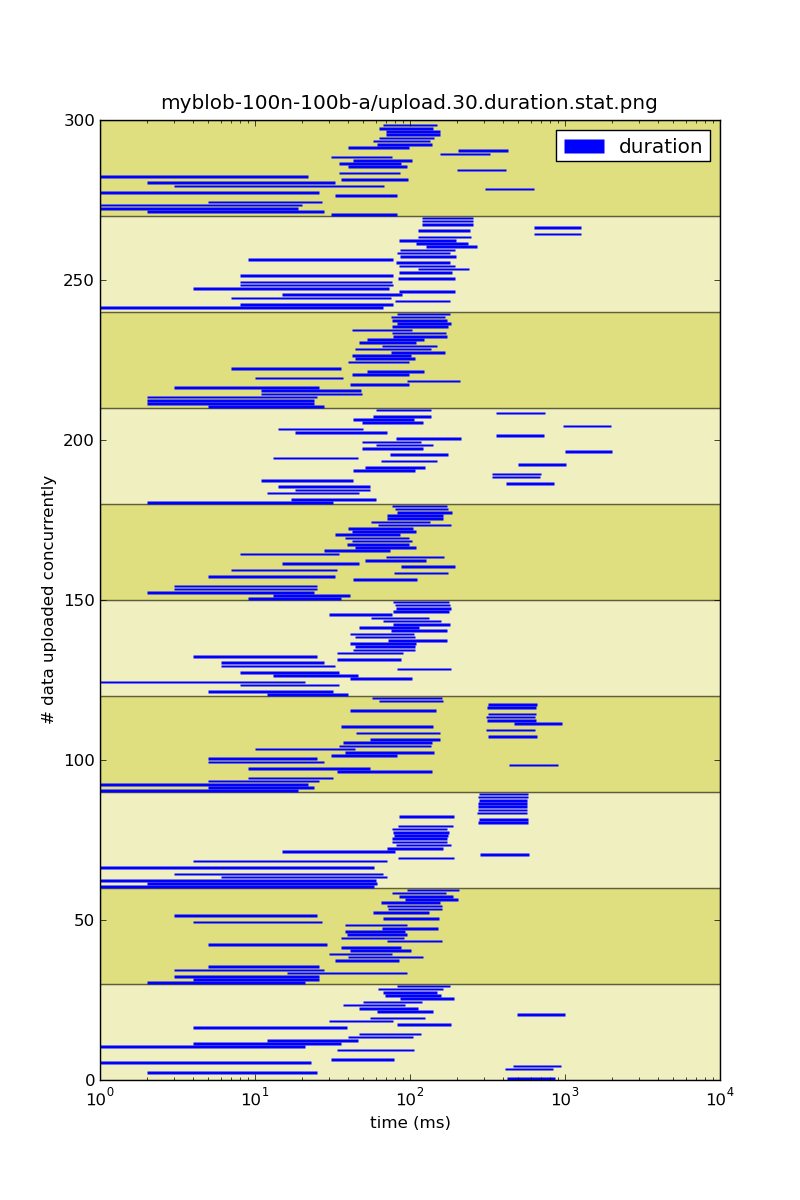 myblob-100n-100b-a/upload.30.duration.stat.png
duration
300
250
200
150
100
50
0
# data uploaded concurrently
10^0 10^1 10^2 10^3 10^4
time (ms)